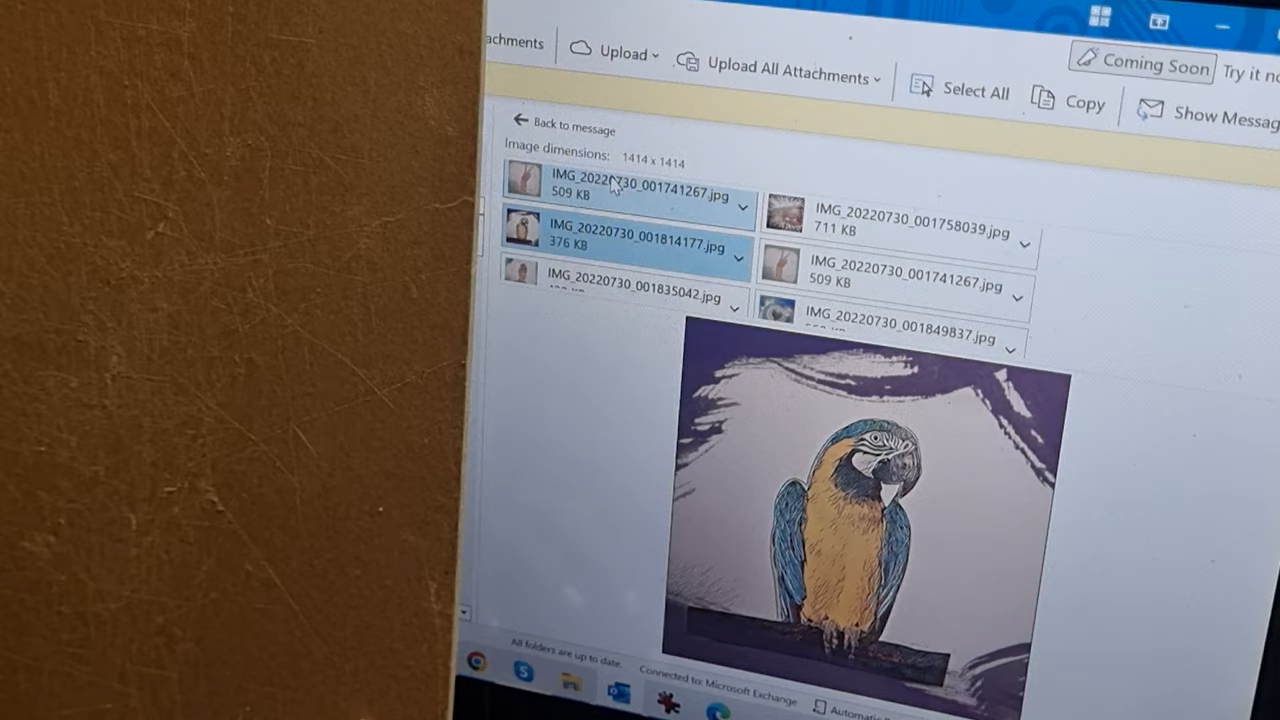 achments
Upload
Upload All Attachments
Select All
Copy
Show Messag
Coming Soon
Try it no
Back to message
Image dimensions: 1414 x 1414
IMG_20220730_001741267.jpg
509 KB
IMG_20220730_001758039.jpg
711 KB
IMG_20220730_001814177.jpg
376 KB
IMG_20220730_001741267.jpg
509 KB
IMG_20220730_001835042.jpg
IMG_20220730_001849837.jpg
All folders are up to date.
Connected to: Microsoft Exchange
Automatic